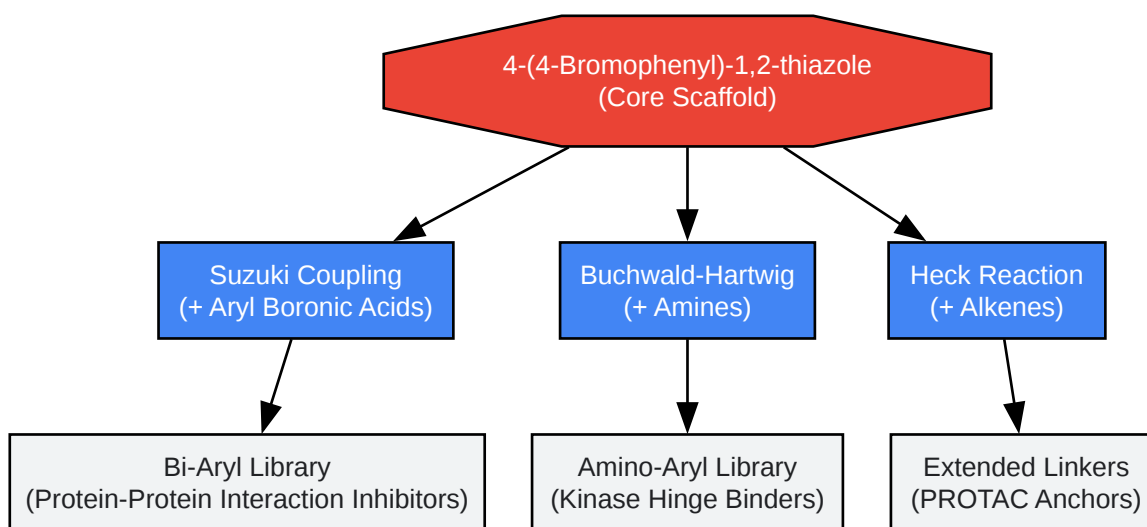 4-(4-Bromophenyl)-1,2-thiazole
(Core Scaffold)
Suzuki Coupling
(+ Aryl Boronic Acids)
Buchwald-Hartwig
(+ Amines)
Heck Reaction
(+ Alkenes)
Bi-Aryl Library
(Protein-Protein Interaction Inhibitors)
Amino-Aryl Library
(Kinase Hinge Binders)
Extended Linkers
(PROTAC Anchors)